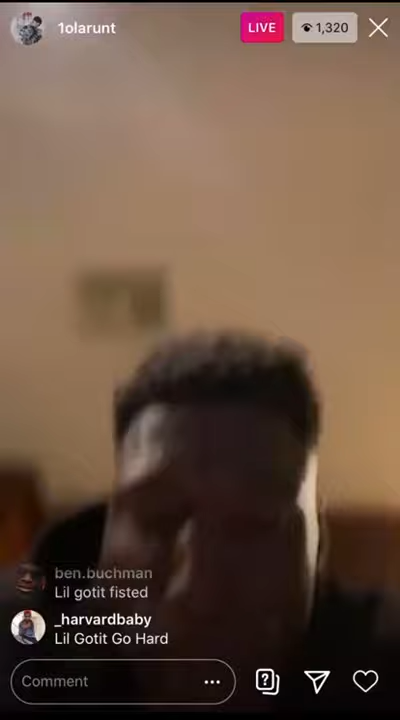 1olarunt
LIVE
1,320
ben.buchman
Lil gotit fisted
_harvardbaby
Lil Gotit Go Hard
Comment